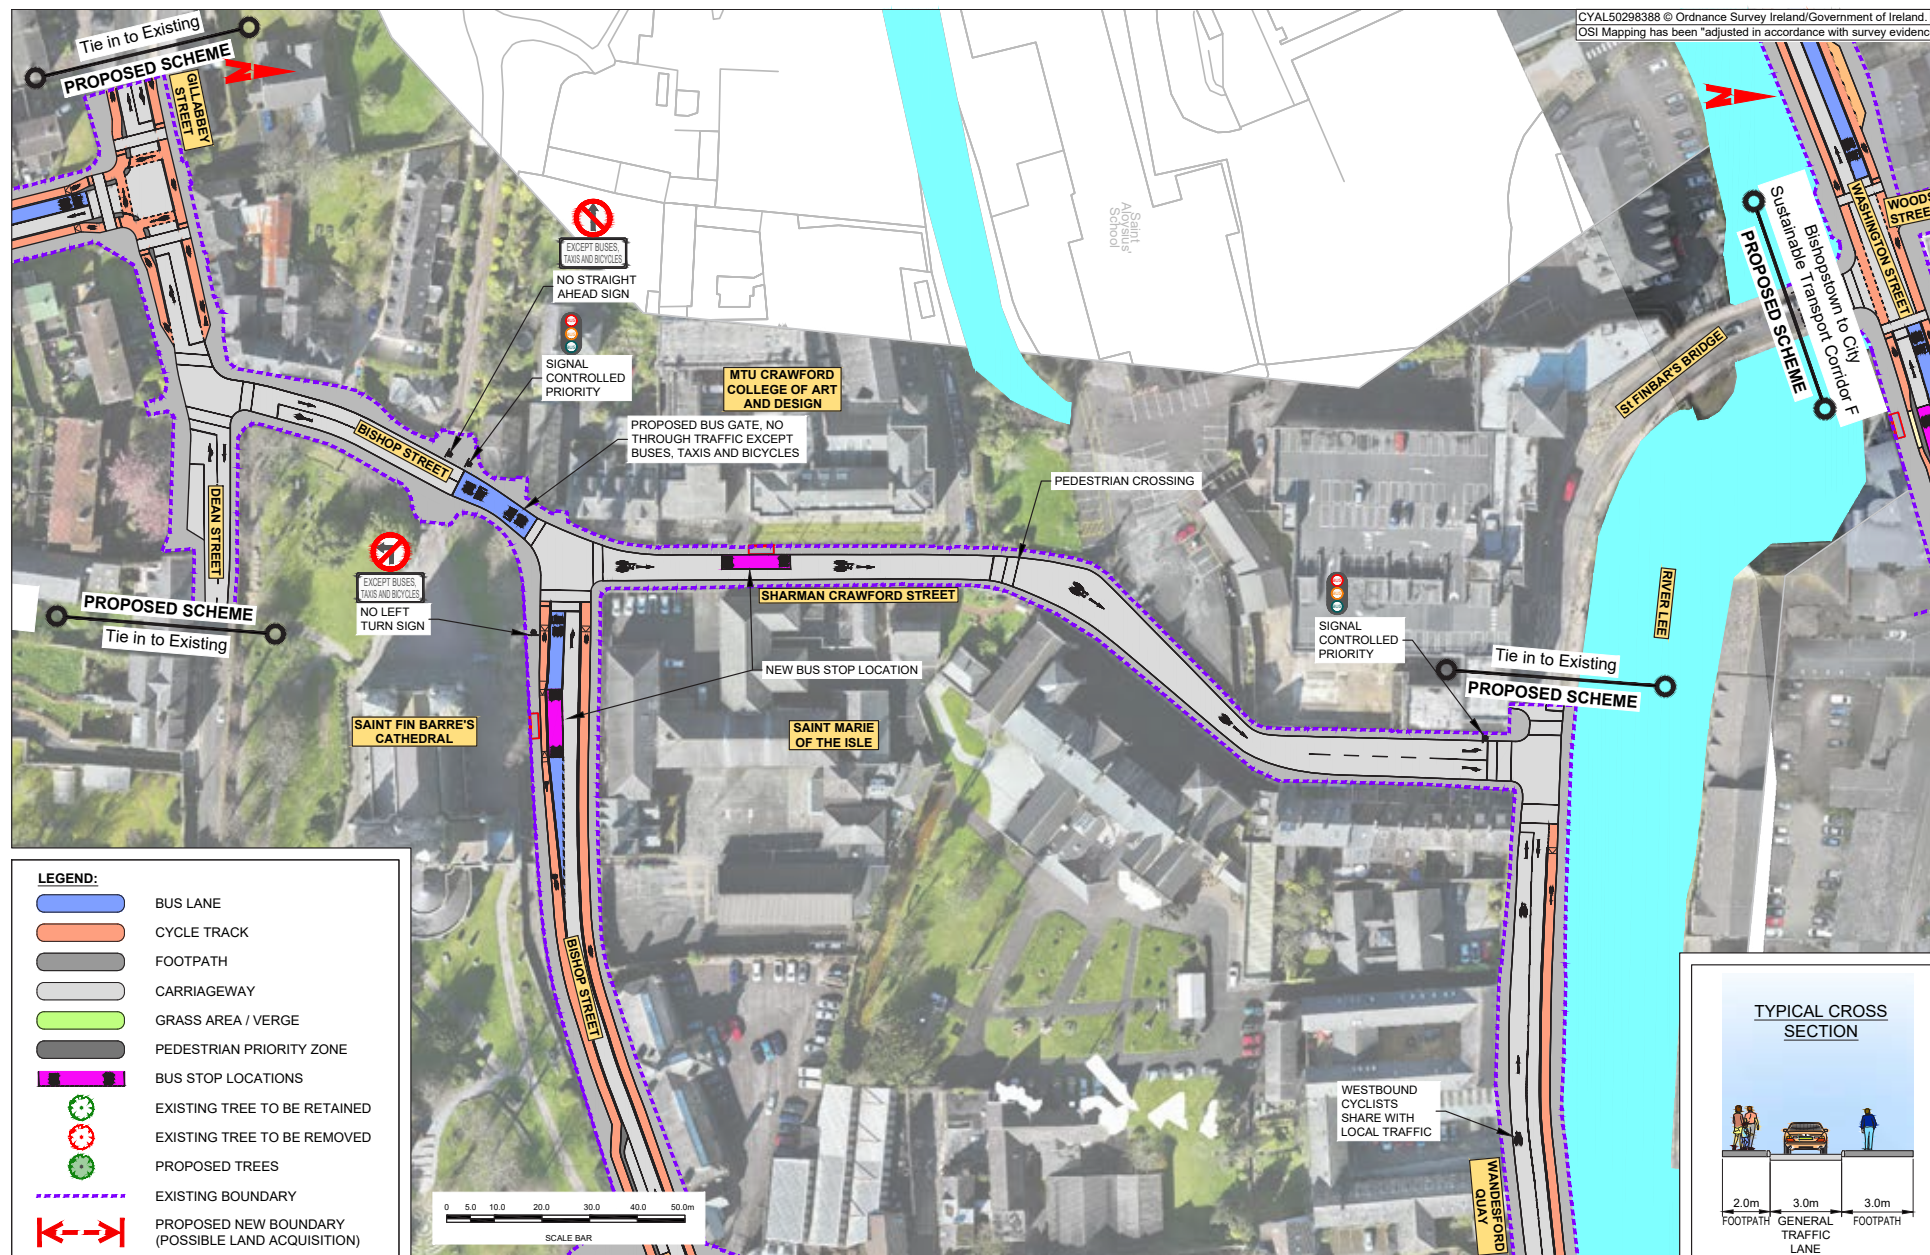 CYAL50298388 © Ordnance Survey Ireland/Government of Ireland.
OSI Mapping has been "adjusted in accordance with survey evidenc
Tie in to Existing
PROPOSED SCHEME
N
GILLABBEY
STREET
N
WASHINGTON STREET
WOODS
STREE
Bishopstown to City
Sustainable Transport Corridor F
PROPOSED SCHEME
Saint
Aloysius'
School
EXCEPT BUSES,
TAXIS AND BICYCLES
NO STRAIGHT
AHEAD SIGN
SIGNAL
CONTROLLED
PRIORITY
MTU CRAWFORD
COLLEGE OF ART
AND DESIGN
St FINBAR'S BRIDGE
BISHOP STREET
PROPOSED BUS GATE, NO
THROUGH TRAFFIC EXCEPT
BUSES, TAXIS AND BICYCLES
PEDESTRIAN CROSSING
DEAN STREET
EXCEPT BUSES,
TAXIS AND BICYCLES
NO LEFT
TURN SIGN
PROPOSED SCHEME
Tie in to Existing
SHARMAN CRAWFORD STREET
RIVER LEE
SIGNAL
CONTROLLED
PRIORITY
Tie in to Existing
PROPOSED SCHEME
NEW BUS STOP LOCATION
SAINT FIN BARRE'S
CATHEDRAL
SAINT MARIE
OF THE ISLE
BISHOP STREET
WESTBOUND
CYCLISTS
SHARE WITH
LOCAL TRAFFIC
WANDESFORD
QUAY
LEGEND:
BUS LANE
CYCLE TRACK
FOOTPATH
CARRIAGEWAY
GRASS AREA / VERGE
PEDESTRIAN PRIORITY ZONE
BUS STOP LOCATIONS
EXISTING TREE TO BE RETAINED
EXISTING TREE TO BE REMOVED
PROPOSED TREES
EXISTING BOUNDARY
PROPOSED NEW BOUNDARY
(POSSIBLE LAND ACQUISITION)
0 5.0 10.0 20.0 30.0 40.0 50.0m
SCALE BAR
TYPICAL CROSS
SECTION
2.0m 3.0m 3.0m
FOOTPATH GENERAL TRAFFIC LANE FOOTPATH